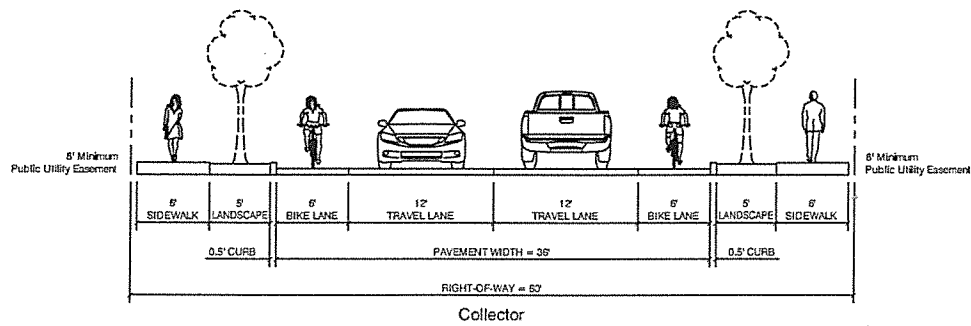 8' Minimum
Public Utility Easement
8' Minimum
Public Utility Easement
6' 5' 6' 12' 12' 6' 5' 6'
SIDEWALK LANDSCAPE BIKE LANE TRAVEL LANE TRAVEL LANE BIKE LANE LANDSCAPE SIDEWALK
0.5' CURB PAVEMENT WIDTH = 36' 0.5' CURB
RIGHT-OF-WAY = 60'
Collector